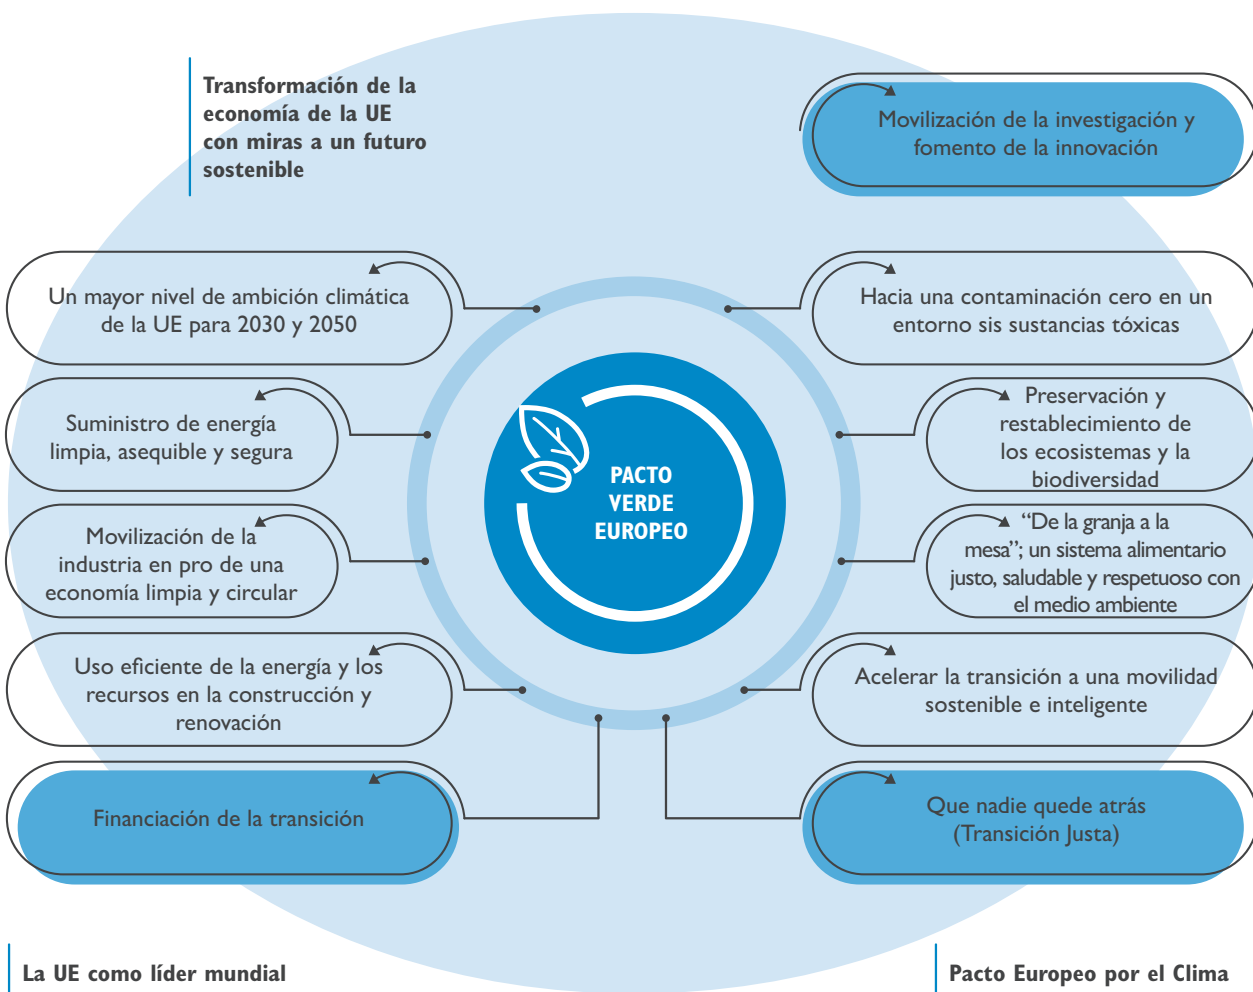 Transformación de la
economía de la UE
con miras a un futuro
sostenible
Movilización de la investigación y
fomento de la innovación
Un mayor nivel de ambición climática
de la UE para 2030 y 2050
Hacia una contaminación cero en un
entorno sis sustancias tóxicas
Suministro de energía
limpia, asequible y segura
Preservación y
restablecimiento de
los ecosistemas y la
biodiversidad
PACTO
VERDE
EUROPEO
Movilización de la
industria en pro de una
economía limpia y circular
“De la granja a la
mesa”; un sistema alimentario
justo, saludable y respetuoso con
el medio ambiente
Uso eficiente de la energía y los
recursos en la construcción y
renovación
Acelerar la transición a una movilidad
sostenible e inteligente
Financiación de la transición
Que nadie quede atrás
(Transición Justa)
La UE como líder mundial
Pacto Europeo por el Clima